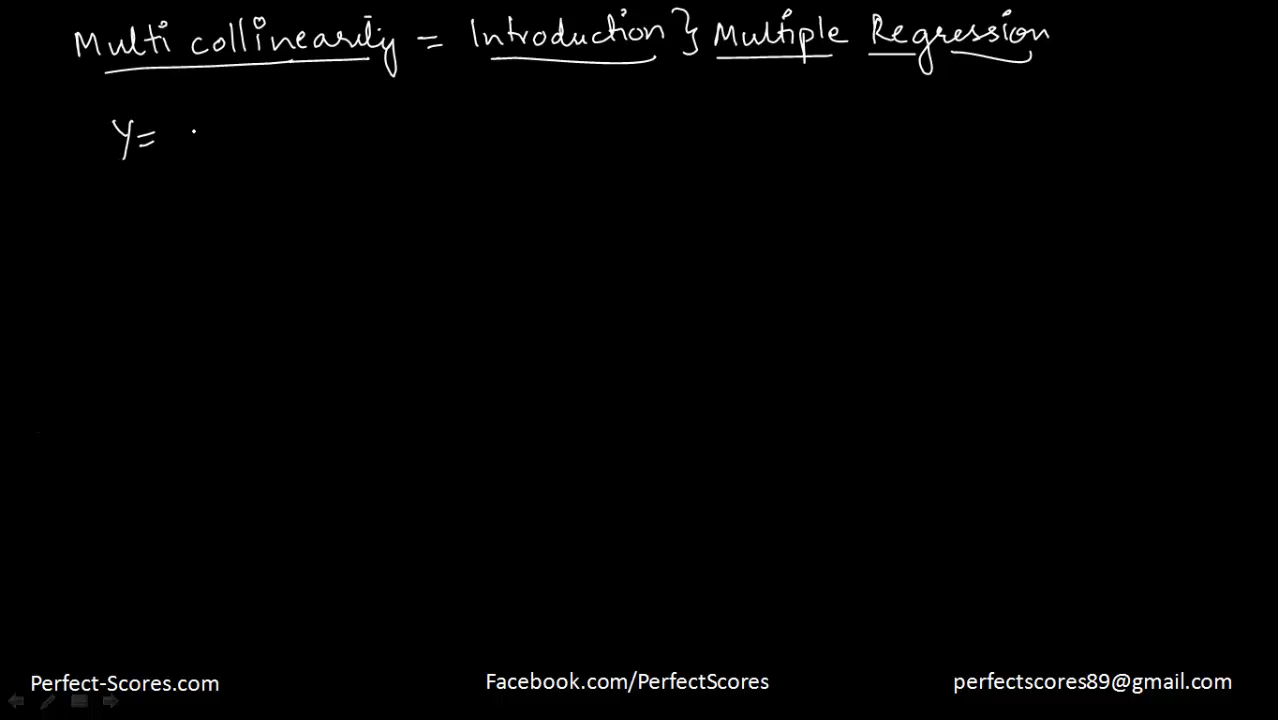 Multi collinearity = Introduction } Multiple Regression
Y =
Perfect-Scores.com Facebook.com/PerfectScores perfectscores89@gmail.com